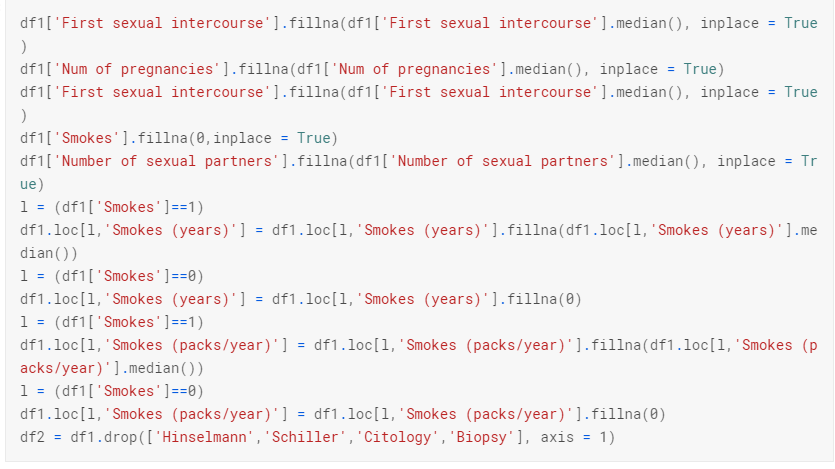 df1['First sexual intercourse'].fillna(df1['First sexual intercourse'].median(), inplace = True
)
df1['Num of pregnancies'].fillna(df1['Num of pregnancies'].median(), inplace = True)
df1['First sexual intercourse'].fillna(df1['First sexual intercourse'].median(), inplace = True
)
df1['Smokes'].fillna(0,inplace = True)
df1['Number of sexual partners'].fillna(df1['Number of sexual partners'].median(), inplace = Tr
ue)
l = (df1['Smokes']==1)
df1.loc[l,'Smokes (years)'] = df1.loc[l,'Smokes (years)'].fillna(df1.loc[l,'Smokes (years)'].me
dian())
l = (df1['Smokes']==0)
df1.loc[l,'Smokes (years)'] = df1.loc[l,'Smokes (years)'].fillna(0)
l = (df1['Smokes']==1)
df1.loc[l,'Smokes (packs/year)'] = df1.loc[l,'Smokes (packs/year)'].fillna(df1.loc[l,'Smokes (p
acks/year)'].median())
l = (df1['Smokes']==0)
df1.loc[l,'Smokes (packs/year)'] = df1.loc[l,'Smokes (packs/year)'].fillna(0)
df2 = df1.drop(['Hinselmann','Schiller','Citology','Biopsy'], axis = 1)